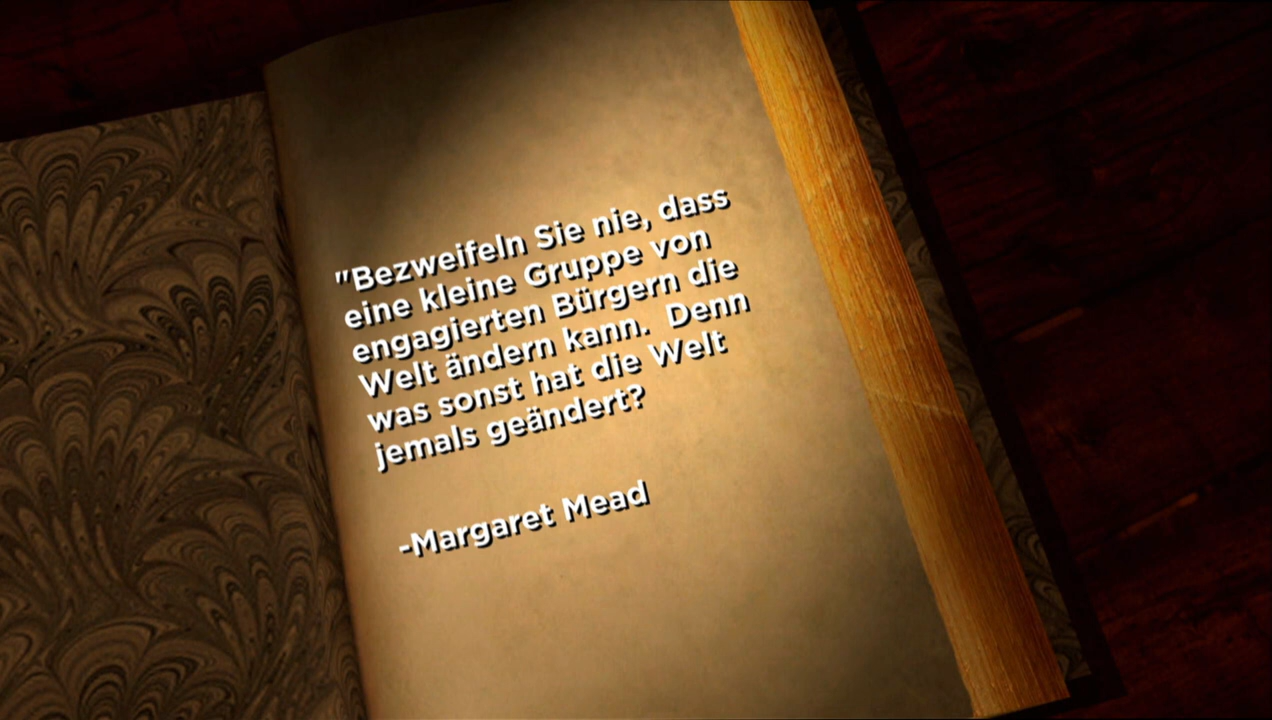 "Bezweifeln Sie nie, dass
eine kleine Gruppe von
engagierten Bürgern die
Welt ändern kann.  Denn
was sonst hat die Welt
jemals geändert?
-Margaret Mead